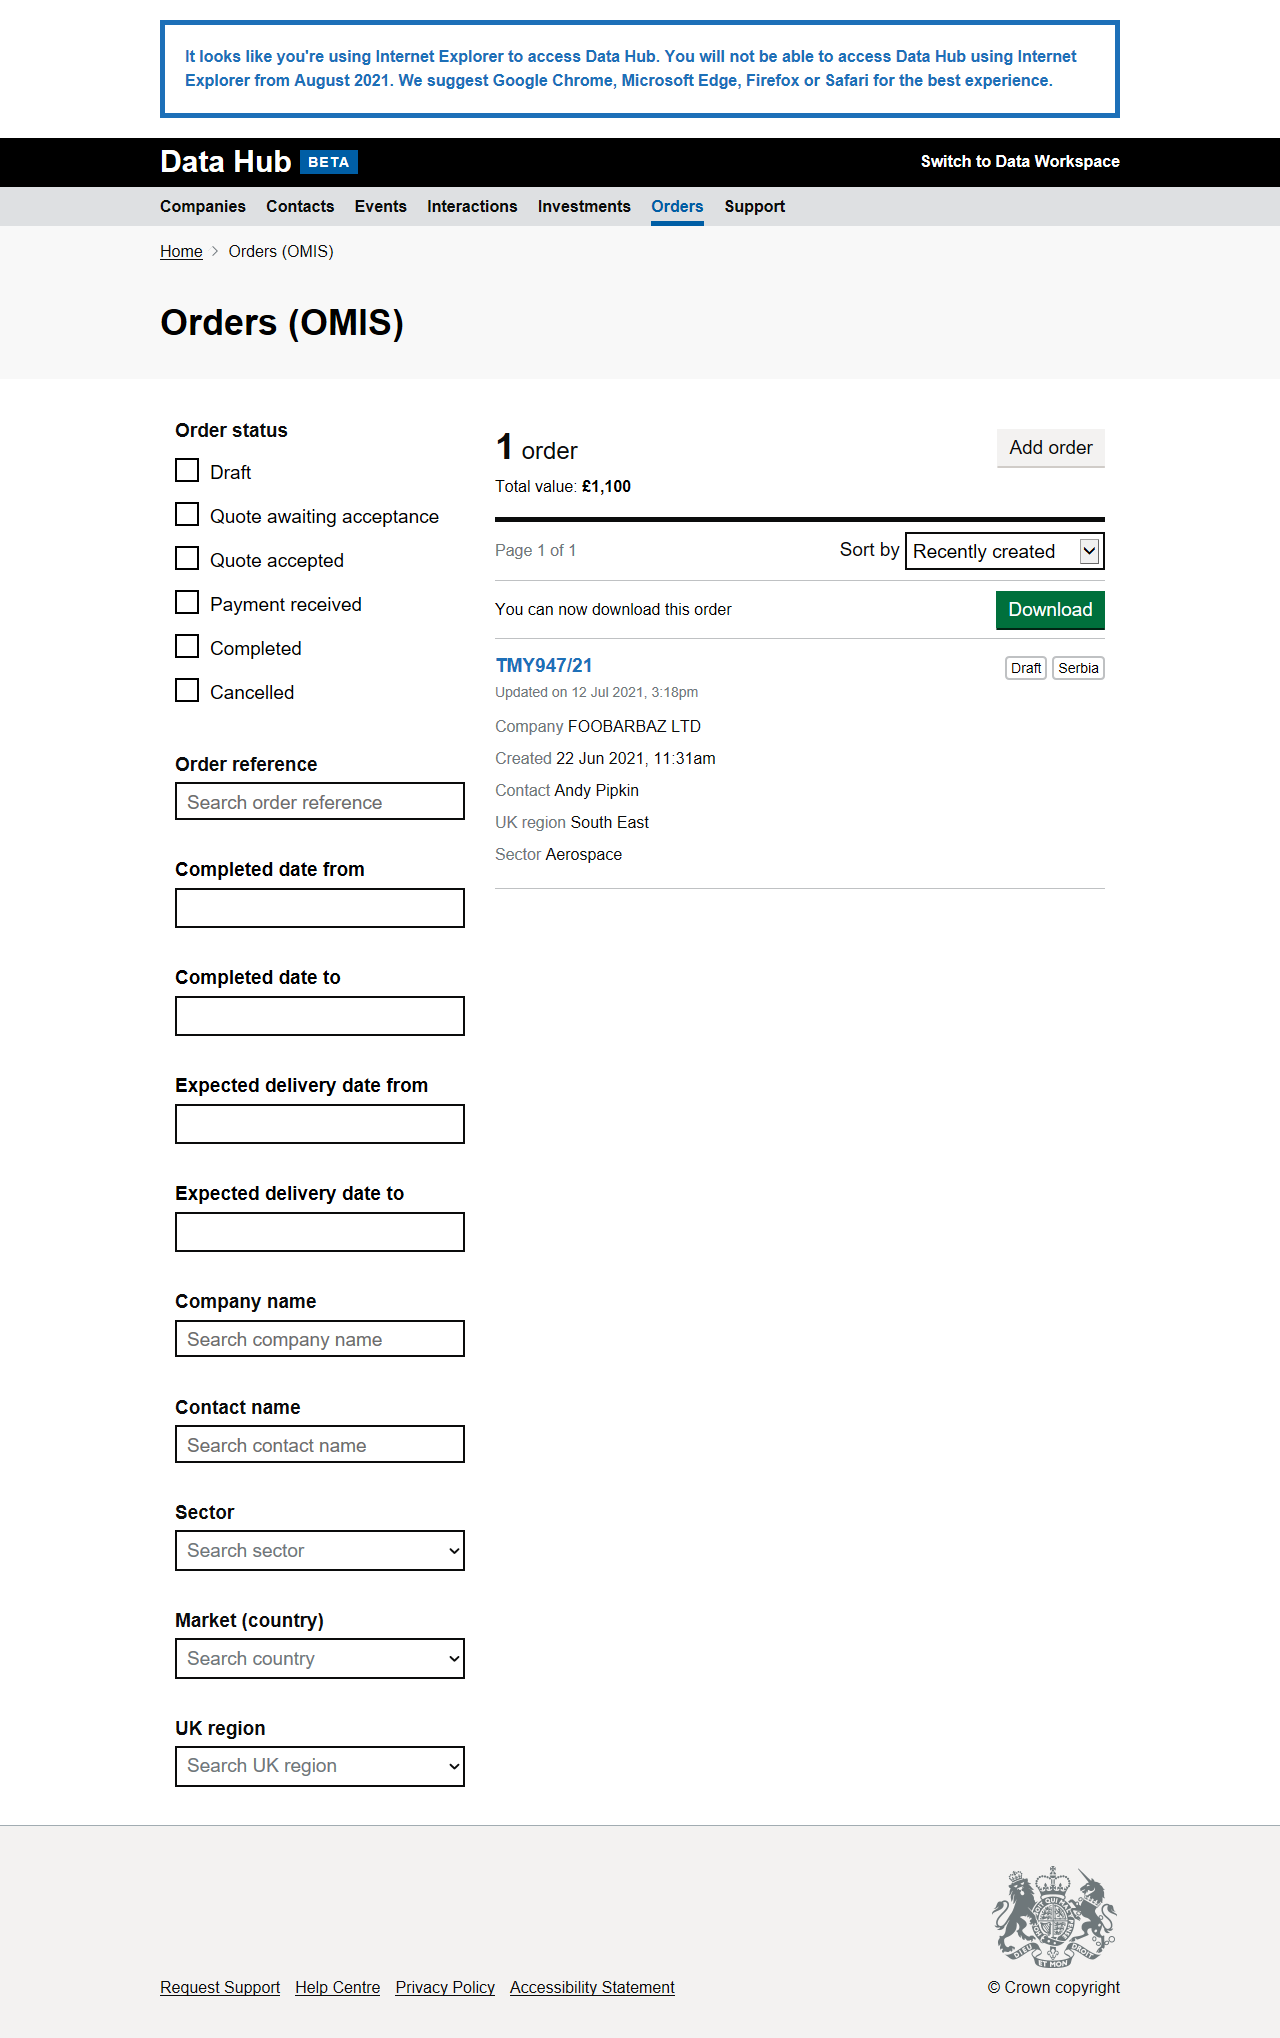 It looks like you're using Internet Explorer to access Data Hub. You will not be able to access Data Hub using Internet
Explorer from August 2021. We suggest Google Chrome, Microsoft Edge, Firefox or Safari for the best experience.
Data Hub BETA
Switch to Data Workspace
Companies Contacts Events Interactions Investments Orders Support
Home > Orders (OMIS)
Orders (OMIS)
Order status
Draft
Quote awaiting acceptance
Quote accepted
Payment received
Completed
Cancelled
Order reference
Search order reference
Completed date from
Completed date to
Expected delivery date from
Expected delivery date to
Company name
Search company name
Contact name
Search contact name
Sector
Search sector
Market (country)
Search country
UK region
Search UK region
1 order
Add order
Total value: £1,100
Page 1 of 1
Sort by Recently created
You can now download this order
Download
TMY947/21
Draft Serbia
Updated on 12 Jul 2021, 3:18pm
Company FOOBARBAZ LTD
Created 22 Jun 2021, 11:31am
Contact Andy Pipkin
UK region South East
Sector Aerospace
Request Support Help Centre Privacy Policy Accessibility Statement
DIEU ET MON DROIT
© Crown copyright